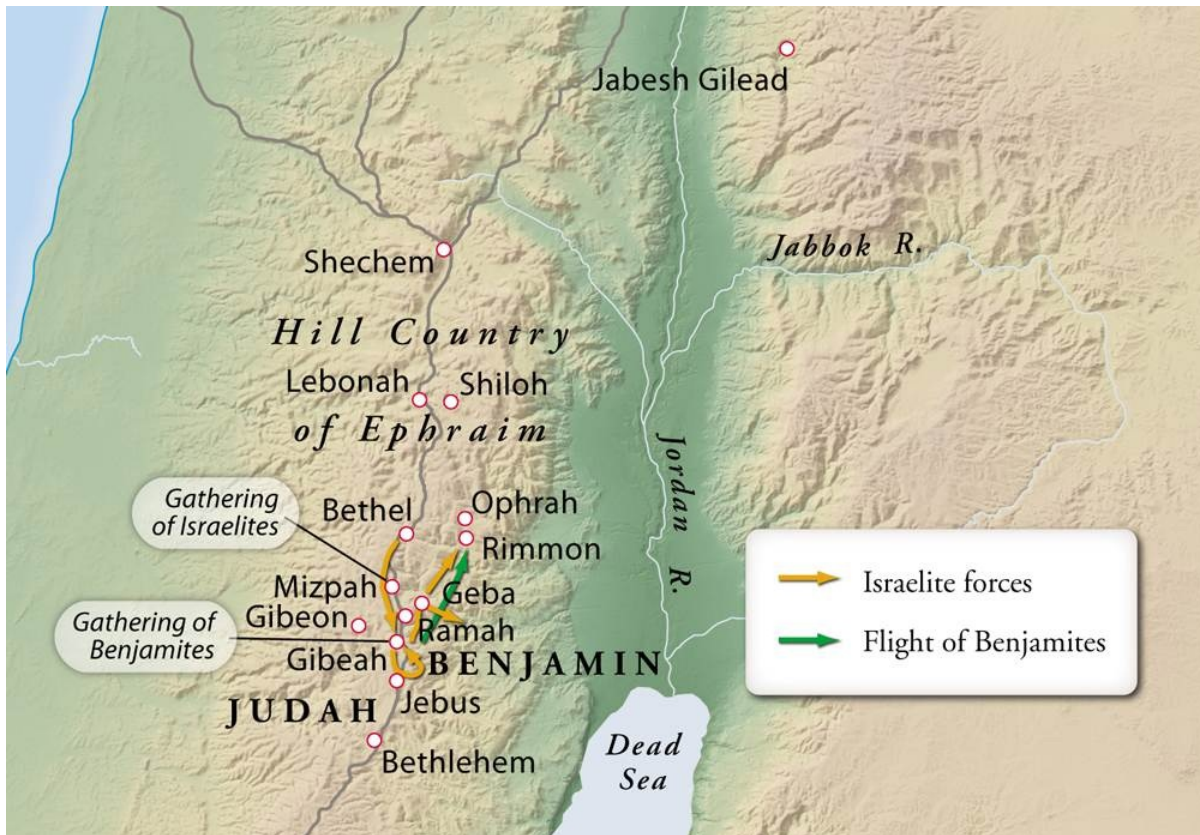 Jabesh Gilead
Jabbok R.
Shechem
Hill Country
Lebonah
Shiloh
of Ephraim
Jordan R.
Gathering
of Israelites
Bethel
Ophrah
Rimmon
Mizpah
Geba
Gibeon
Ramah
Gathering of
Benjamites
Gibeah
BENJAMIN
Jebus
JUDAH
Bethlehem
Dead
Sea
Israelite forces
Flight of Benjamites